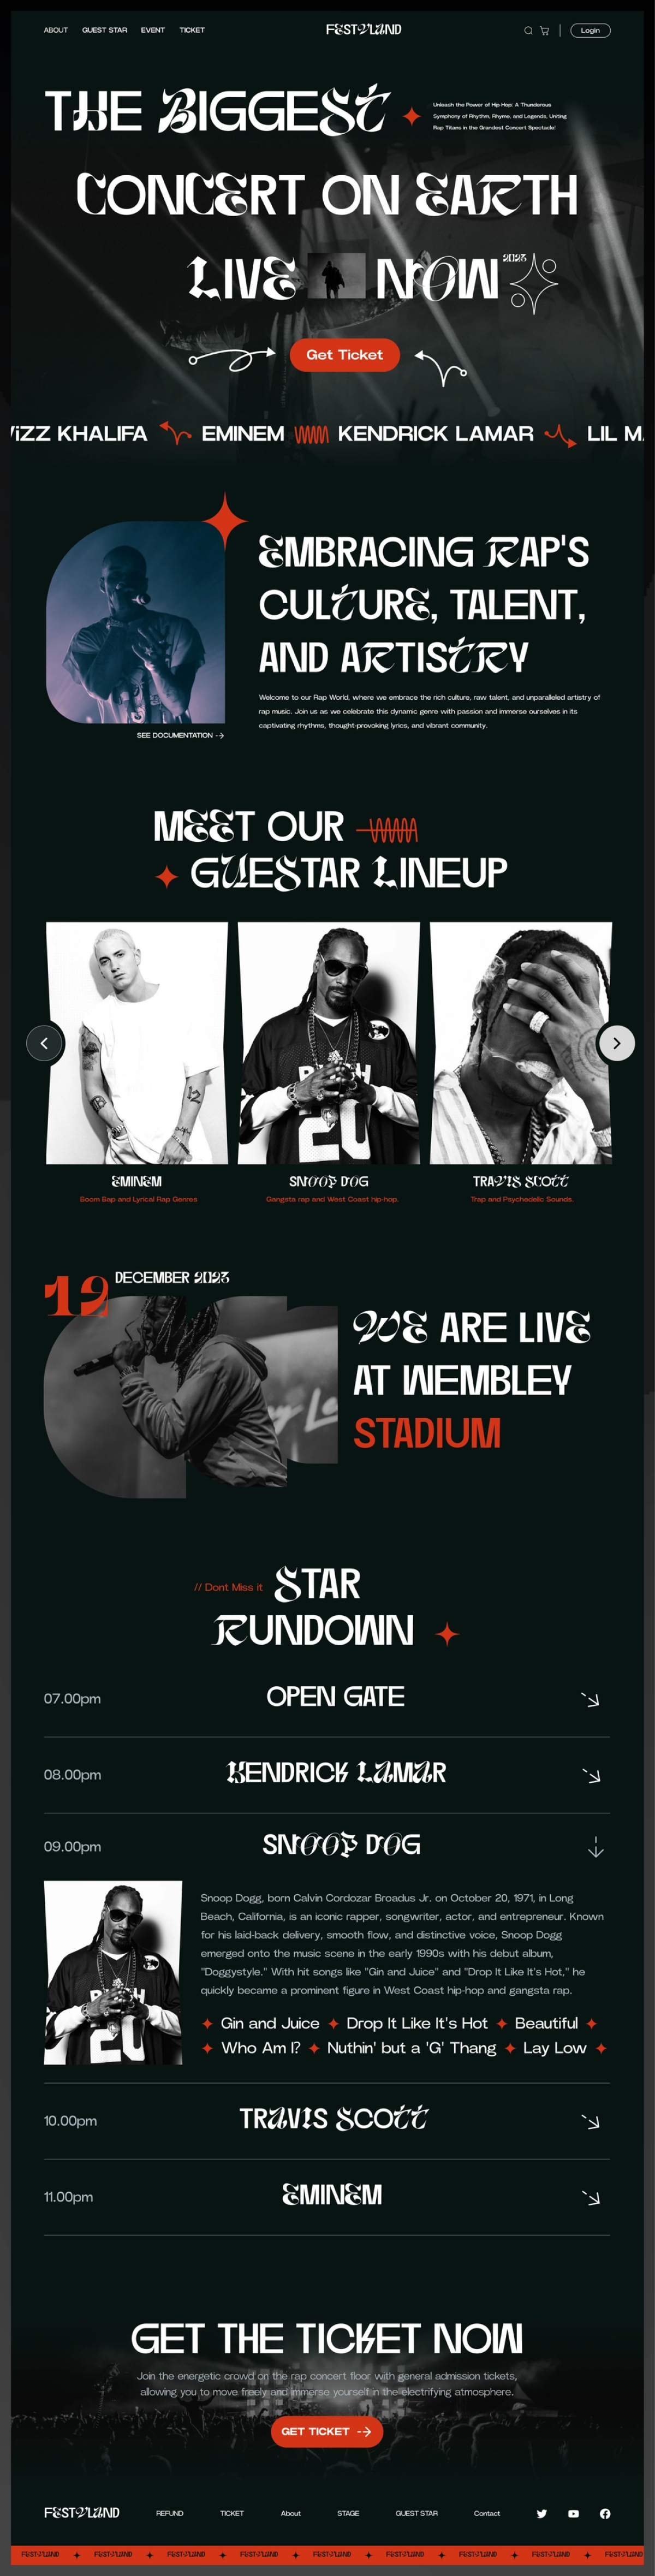 ABOUT GUEST STAR EVENT TICKET FESTVLAND Login
THE BIGGEST
Unleash the Power of Hip-Hop: A Thunderous
Symphony of Rhythm, Rhyme, and Legends, Uniting
Rap Titans in the Grandest Concert Spectacle!
CONCERT ON EARTH
LIVE NOW 2023
Get Ticket
WIZZ KHALIFA EMINEM KENDRICK LAMAR LIL
EMBRACING RAP'S
CULTURE, TALENT,
AND ARTISTRY
Welcome to our Rap World, where we embrace the rich culture, raw talent, and unparalleled artistry of
rap music. Join us as we celebrate this dynamic genre with passion and immerse ourselves in its
captivating rhythms, thought-provoking lyrics, and vibrant community.
SEE DOCUMENTATION
MEET OUR
GUESTAR LINEUP
20
EMINEM SNOOP DOG TRAVIS SCOTT
Boom Bap and Lyrical Rap Genres Gangsta rap and West Coast hip-hop. Trap and Psychedelic Sounds.
12 DECEMBER 2023
WE ARE LIVE
AT WEMBLEY
STADIUM
// Dont Miss it STAR
RUNDOWN
07.00pm OPEN GATE
08.00pm KENDRICK LAMAR
09.00pm SNOOP DOG
Snoop Dogg, born Calvin Cordozar Broadus Jr. on October 20, 1971, in Long
Beach, California, is an iconic rapper, songwriter, actor, and entrepreneur. Known
for his laid-back delivery, smooth flow, and distinctive voice, Snoop Dogg
emerged onto the music scene in the early 1990s with his debut album,
"Doggystyle." With hit songs like "Gin and Juice" and "Drop It Like It's Hot," he
quickly became a prominent figure in West Coast hip-hop and gangsta rap.
Gin and Juice Drop It Like It's Hot Beautiful
Who Am I? Nuthin' but a 'G' Thang Lay Low
20
10.00pm TRAVIS SCOTT
11.00pm EMINEM
GET THE TICKET NOW
Join the energetic crowd on the rap concert floor with general admission tickets,
allowing you to move freely and immerse yourself in the electrifying atmosphere.
GET TICKET
FESTVLAND REFUND TICKET About STAGE GUEST STAR Contact
FESTVLAND FESTVLAND FESTVLAND FESTVLAND FESTVLAND FESTVLAND FESTVLAND FESTVLAND FESTVLAND